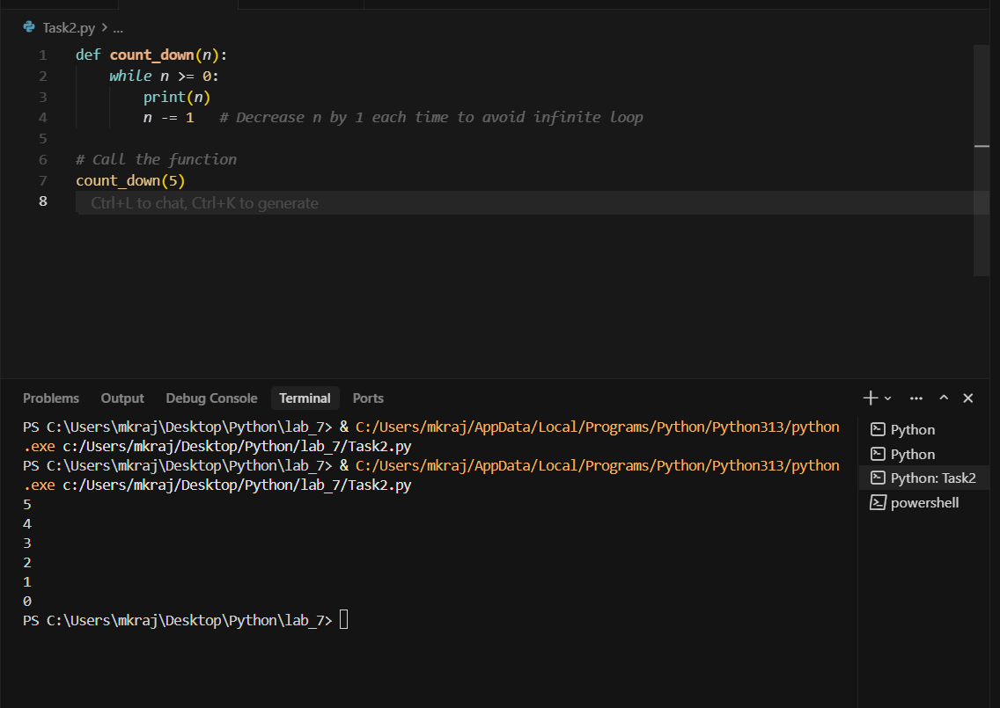 Task2.py > ...
1 def count_down(n):
2     while n >= 0:
3         print(n)
4         n -= 1   # Decrease n by 1 each time to avoid infinite loop
5
6 # Call the function
7 count_down(5)
8   Ctrl+L to chat, Ctrl+K to generate
Problems Output Debug Console Terminal Ports
PS C:\Users\mkraj\Desktop\Python\lab_7> & C:/Users/mkraj/AppData/Local/Programs/Python/Python313/python
.exe c:/Users/mkraj/Desktop/Python/lab_7/Task2.py
PS C:\Users\mkraj\Desktop\Python\lab_7> & C:/Users/mkraj/AppData/Local/Programs/Python/Python313/python
.exe c:/Users/mkraj/Desktop/Python/lab_7/Task2.py
5
4
3
2
1
0
PS C:\Users\mkraj\Desktop\Python\lab_7>
Python
Python
Python: Task2
powershell